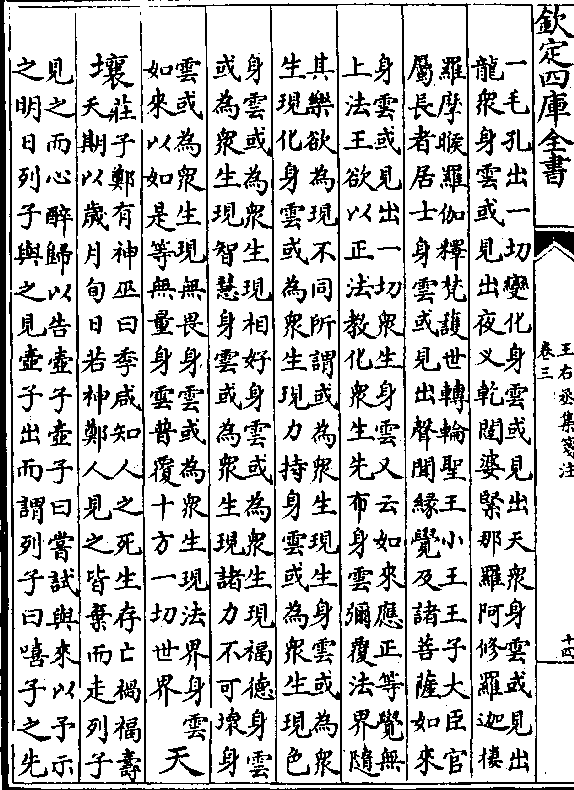 欽定四庫全書
王右丞集箋注
卷三
十四
一毛孔出一切變化身雲或見出天衆身雲或見出
龍衆身雲或見出夜叉乾闥婆緊那羅阿修羅迦樓
羅摩睺羅伽釋梵護世轉輪聖王小王王子大臣官
屬長者居士身雲或見出聲聞緣覺及諸菩薩如來
身雲或見出一切衆生身雲又云如來應正等覺無
上法王欲以正法教化衆生先布身雲彌覆法界隨
其樂欲為現不同所謂或為衆生現生身雲或為衆
生現化身雲或為衆生現力持身雲或為衆生現色
身雲或為衆生現相好身雲或為衆生現福德身雲
或為衆生現智慧身雲或為衆生現諸力不可壞身
雲或為衆生現無畏身雲或為衆生現法界身雲
如來以如是等無量身雲普覆十方一切世界
天
壤
莊子鄭有神巫曰季咸知人之死生存亡禍福壽
天期以歲月旬日若神鄭人見之皆棄而走列子
見之而心醉歸以告壺子壺子曰嘗試與來以予示
之明日列子與之見壺子出而謂列子曰嘻子之先